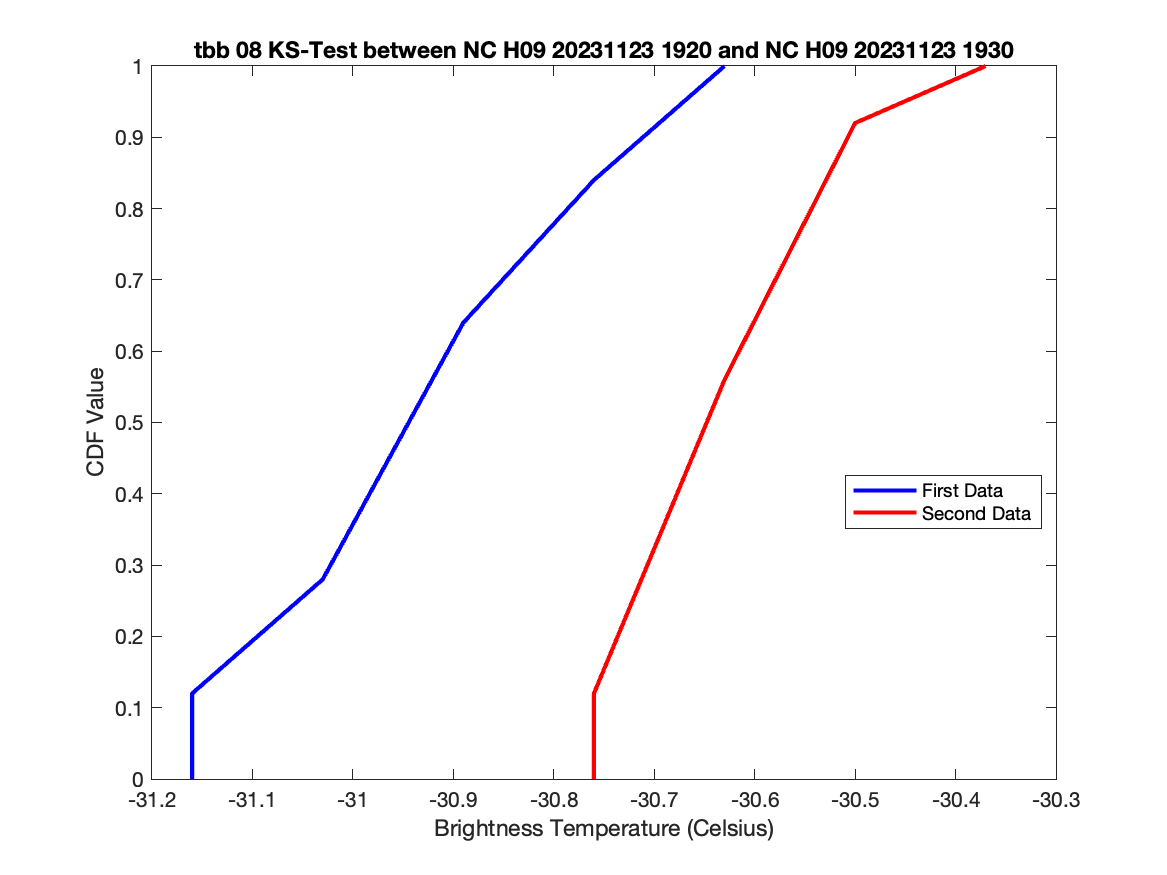 tbb 08 KS-Test between NC H09 20231123 1920 and NC H09 20231123 1930
1
0.9
0.8
0.7
0.6
0.5
0.4
0.3
0.2
0.1
0
CDF Value
First Data
Second Data
-31.2 -31.1 -31 -30.9 -30.8 -30.7 -30.6 -30.5 -30.4 -30.3
Brightness Temperature (Celsius)